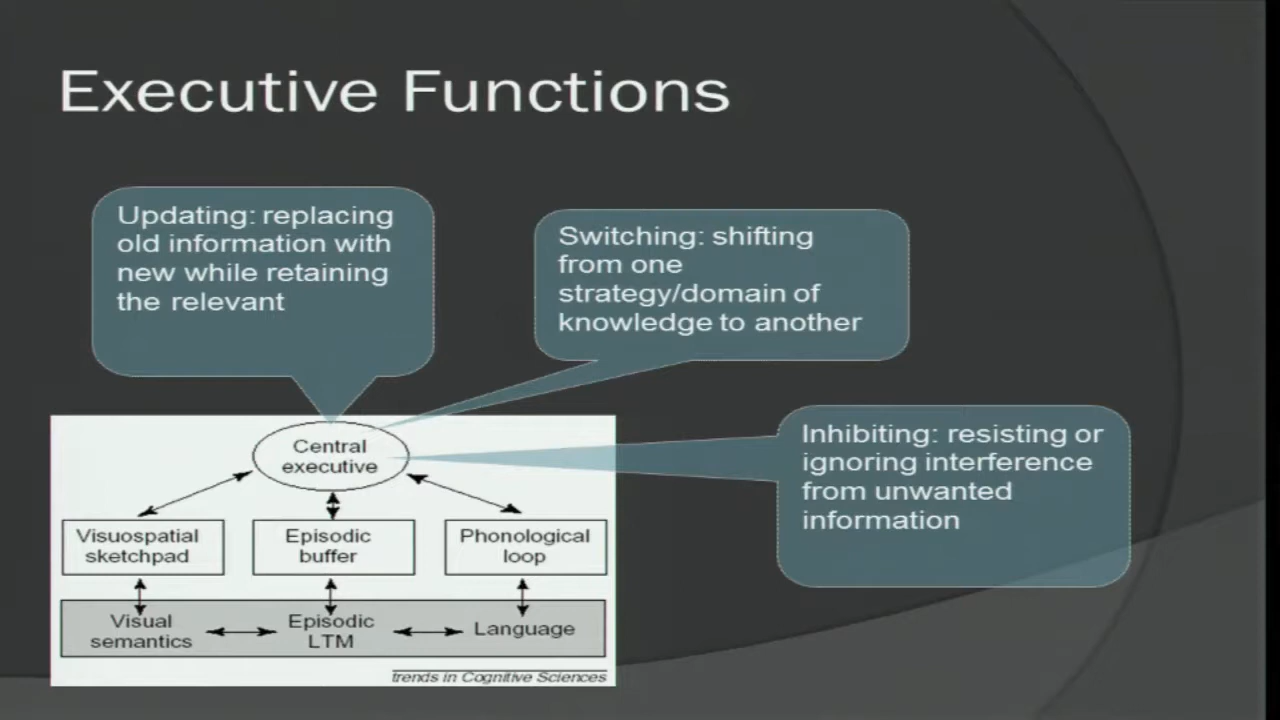 Executive Functions
Updating: replacing
old information with
new while retaining
the relevant
Switching: shifting
from one
strategy/domain of
knowledge to another
Inhibiting: resisting or
ignoring interference
from unwanted
information
Central
executive
Visuospatial
sketchpad
Episodic
buffer
Phonological
loop
Visual
semantics
Episodic
LTM
Language
trends in Cognitive Sciences